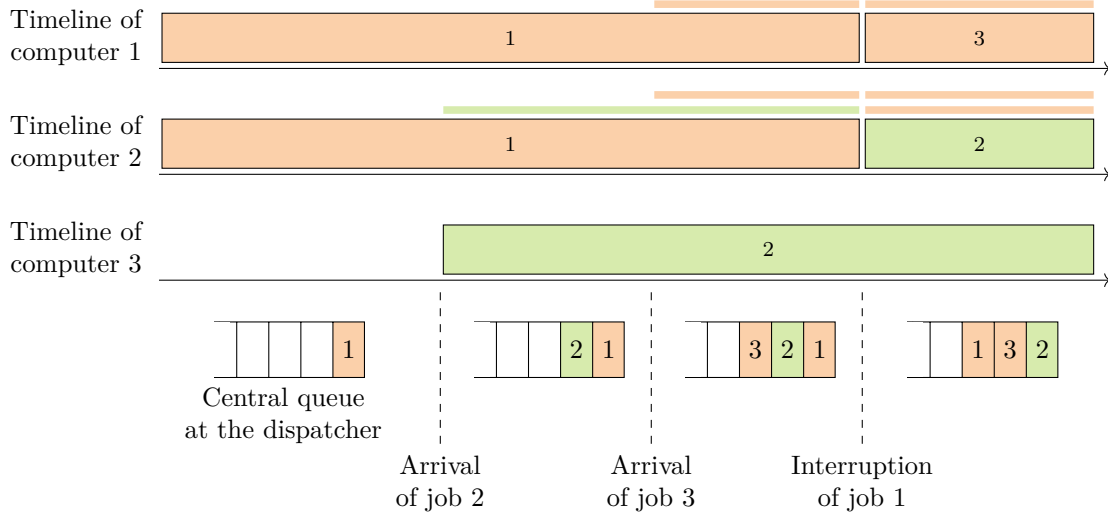 Timeline of
computer 1
1
3
Timeline of
computer 2
1
2
Timeline of
computer 3
2
1
2 1
3 2 1
1 3 2
Central queue
at the dispatcher
Arrival
of job 2
Arrival
of job 3
Interruption
of job 1